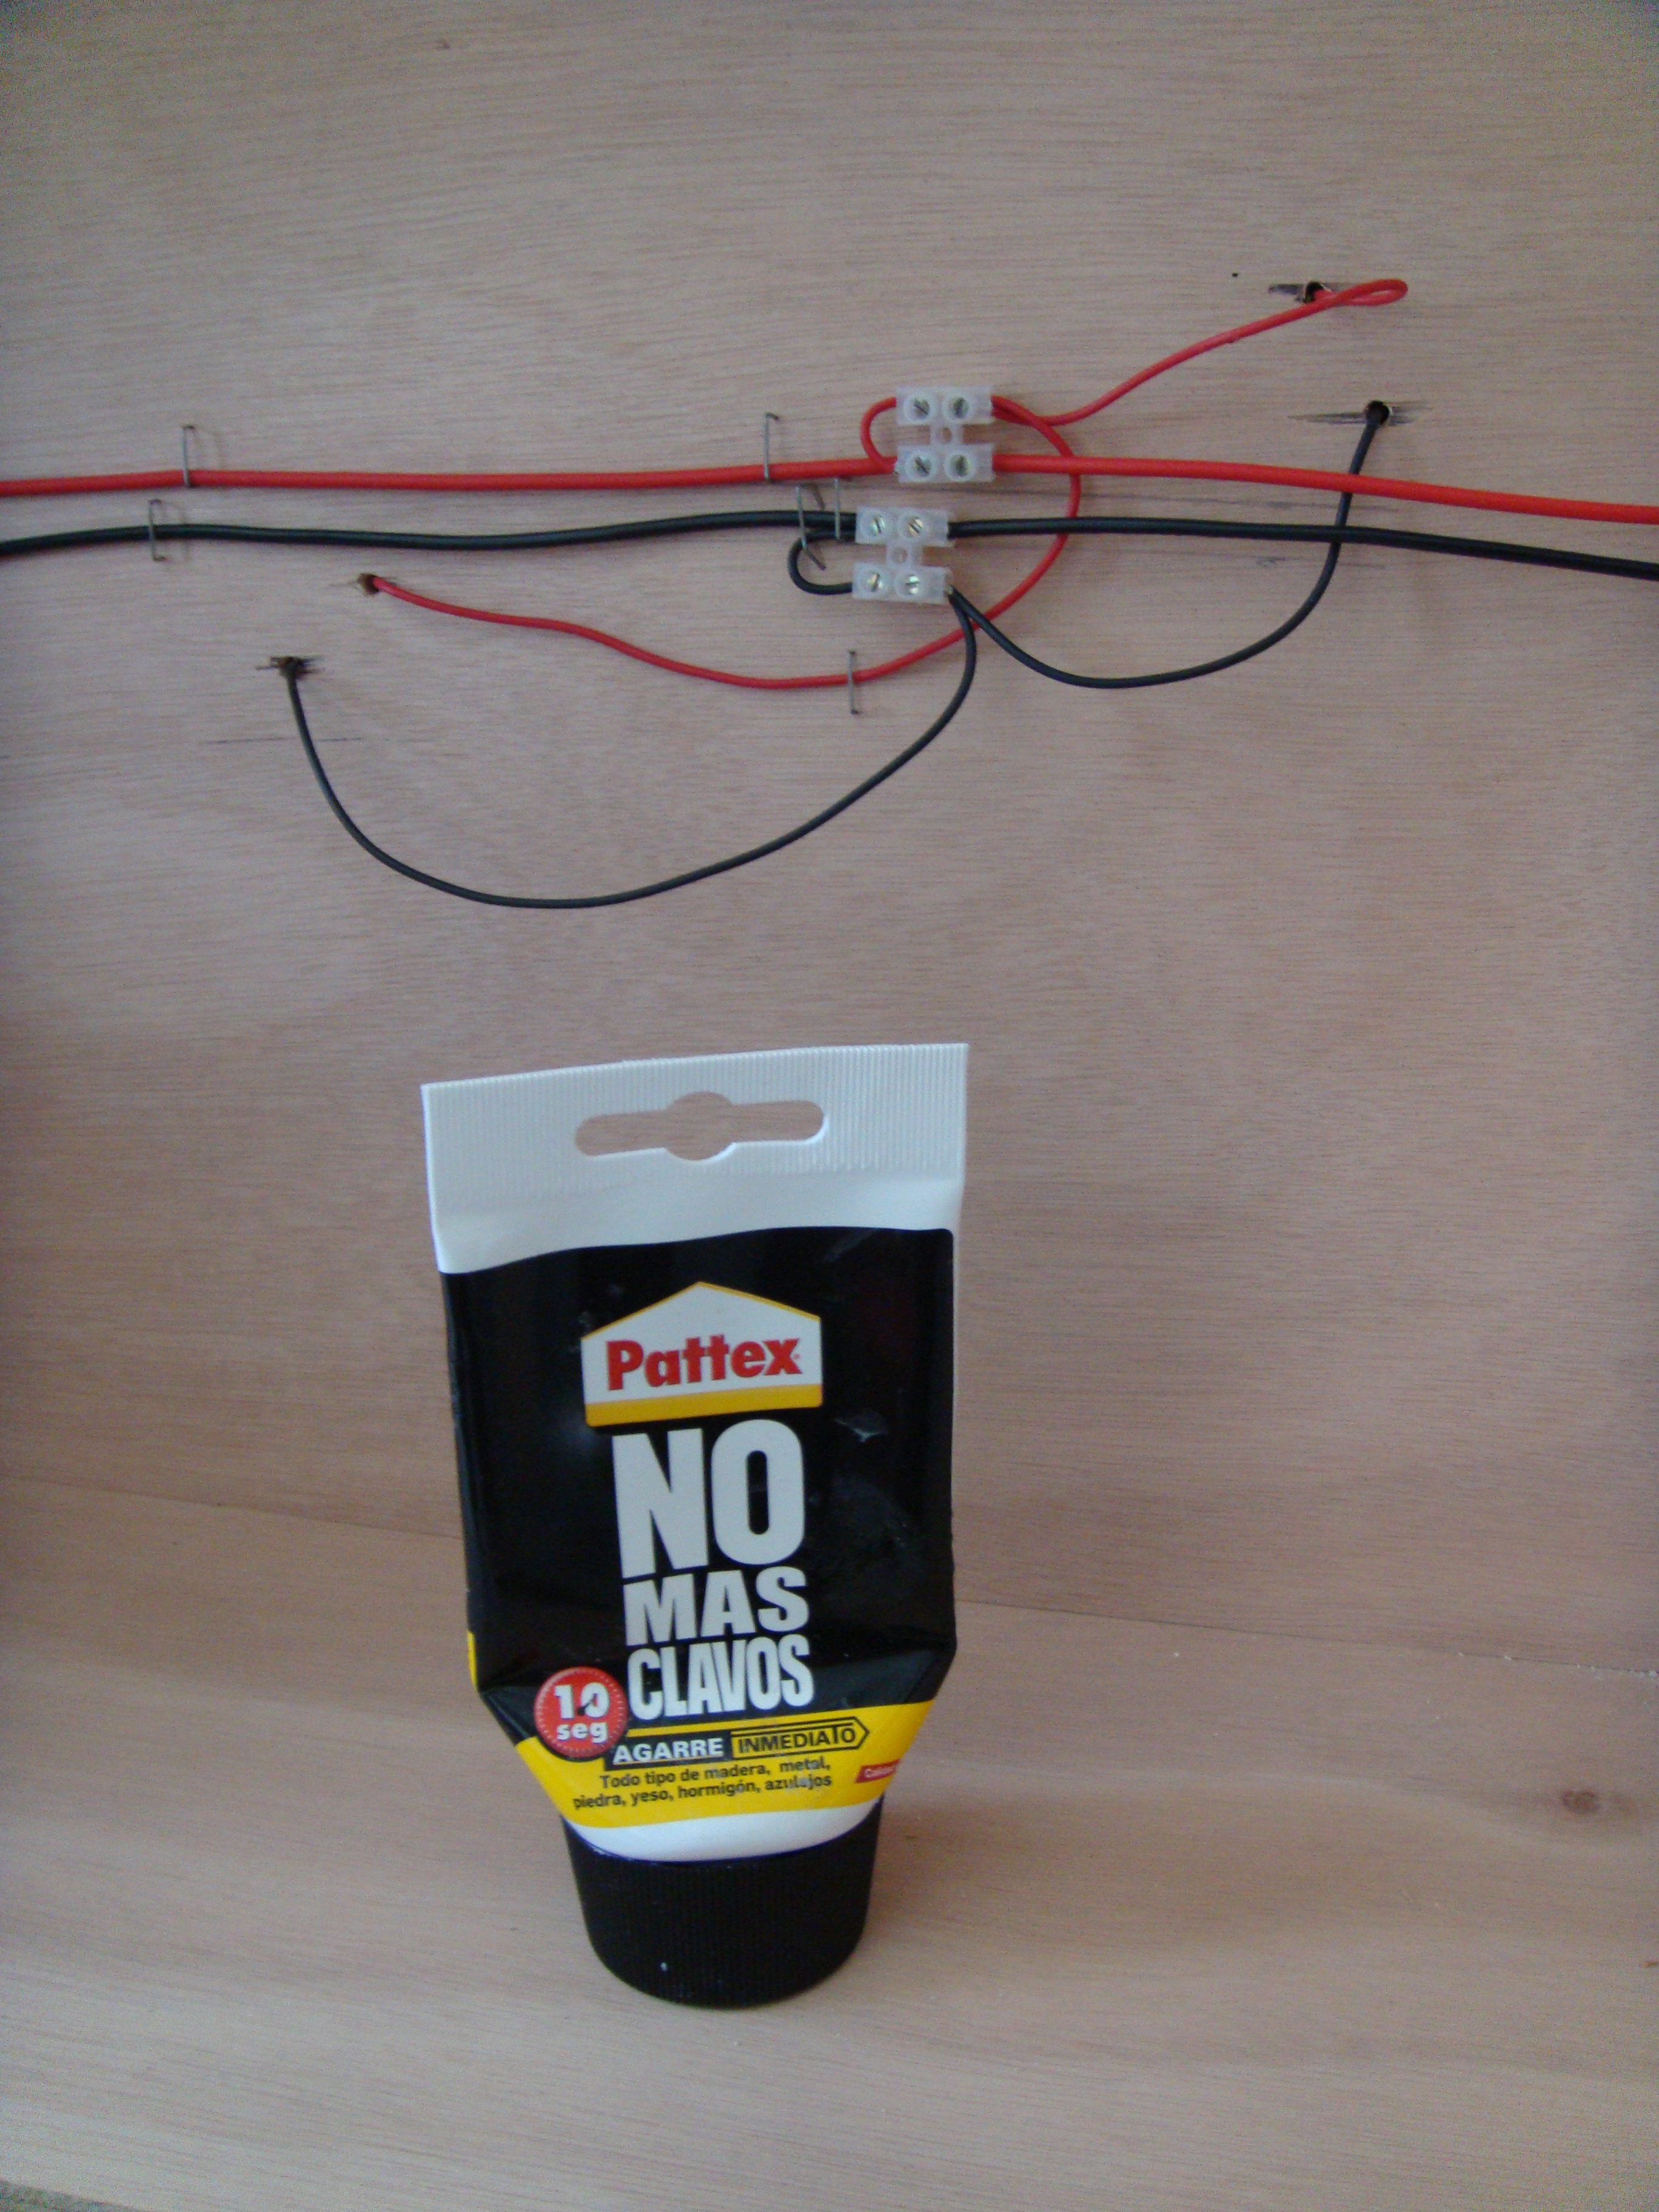 Pattex
NO
MAS
CLAVOS
10
seg
AGARRE INMEDIATO
Todo tipo de madera, metal,
piedra, yeso, hormigón, azulejos